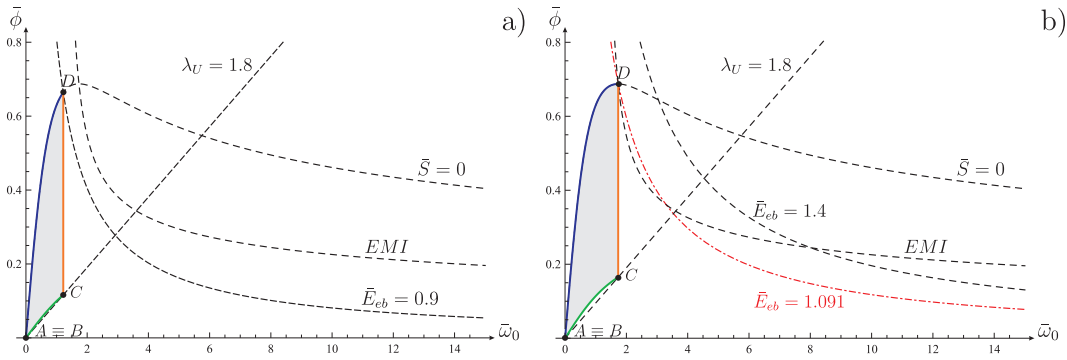 ϕ̄ a)
0.8
λ_U = 1.8
D
0.6
S̄ = 0
0.4
EMI
0.2
C
Ē_eb = 0.9
A ≡ B
ω̄_0
0 2 4 6 8 10 12 14
ϕ̄ b)
0.8
λ_U = 1.8
D
0.6
S̄ = 0
0.4
Ē_eb = 1.4
EMI
0.2
C
Ē_eb = 1.091
A ≡ B
ω̄_0
0 2 4 6 8 10 12 14